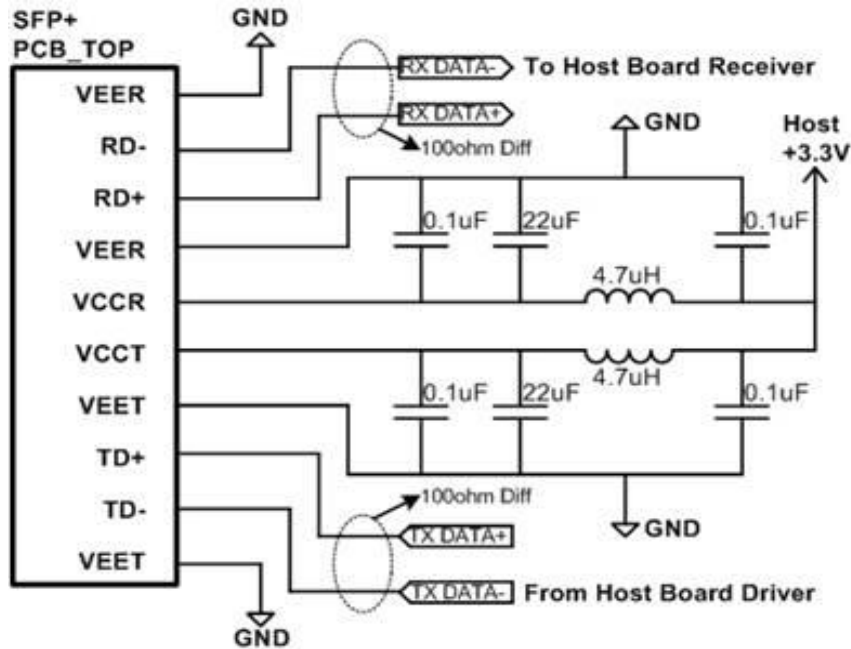 SFP+
PCB_TOP
GND
VEER
RX DATA- To Host Board Receiver
RD-
RX DATA+
100ohm Diff
GND
Host
+3.3V
RD+
VEER
0.1uF
22uF
0.1uF
4.7uH
VCCR
VCCT
4.7uH
VEET
0.1uF
22uF
0.1uF
TD+
100ohm Diff
TD-
TX DATA+
GND
VEET
TX DATA- From Host Board Driver
GND